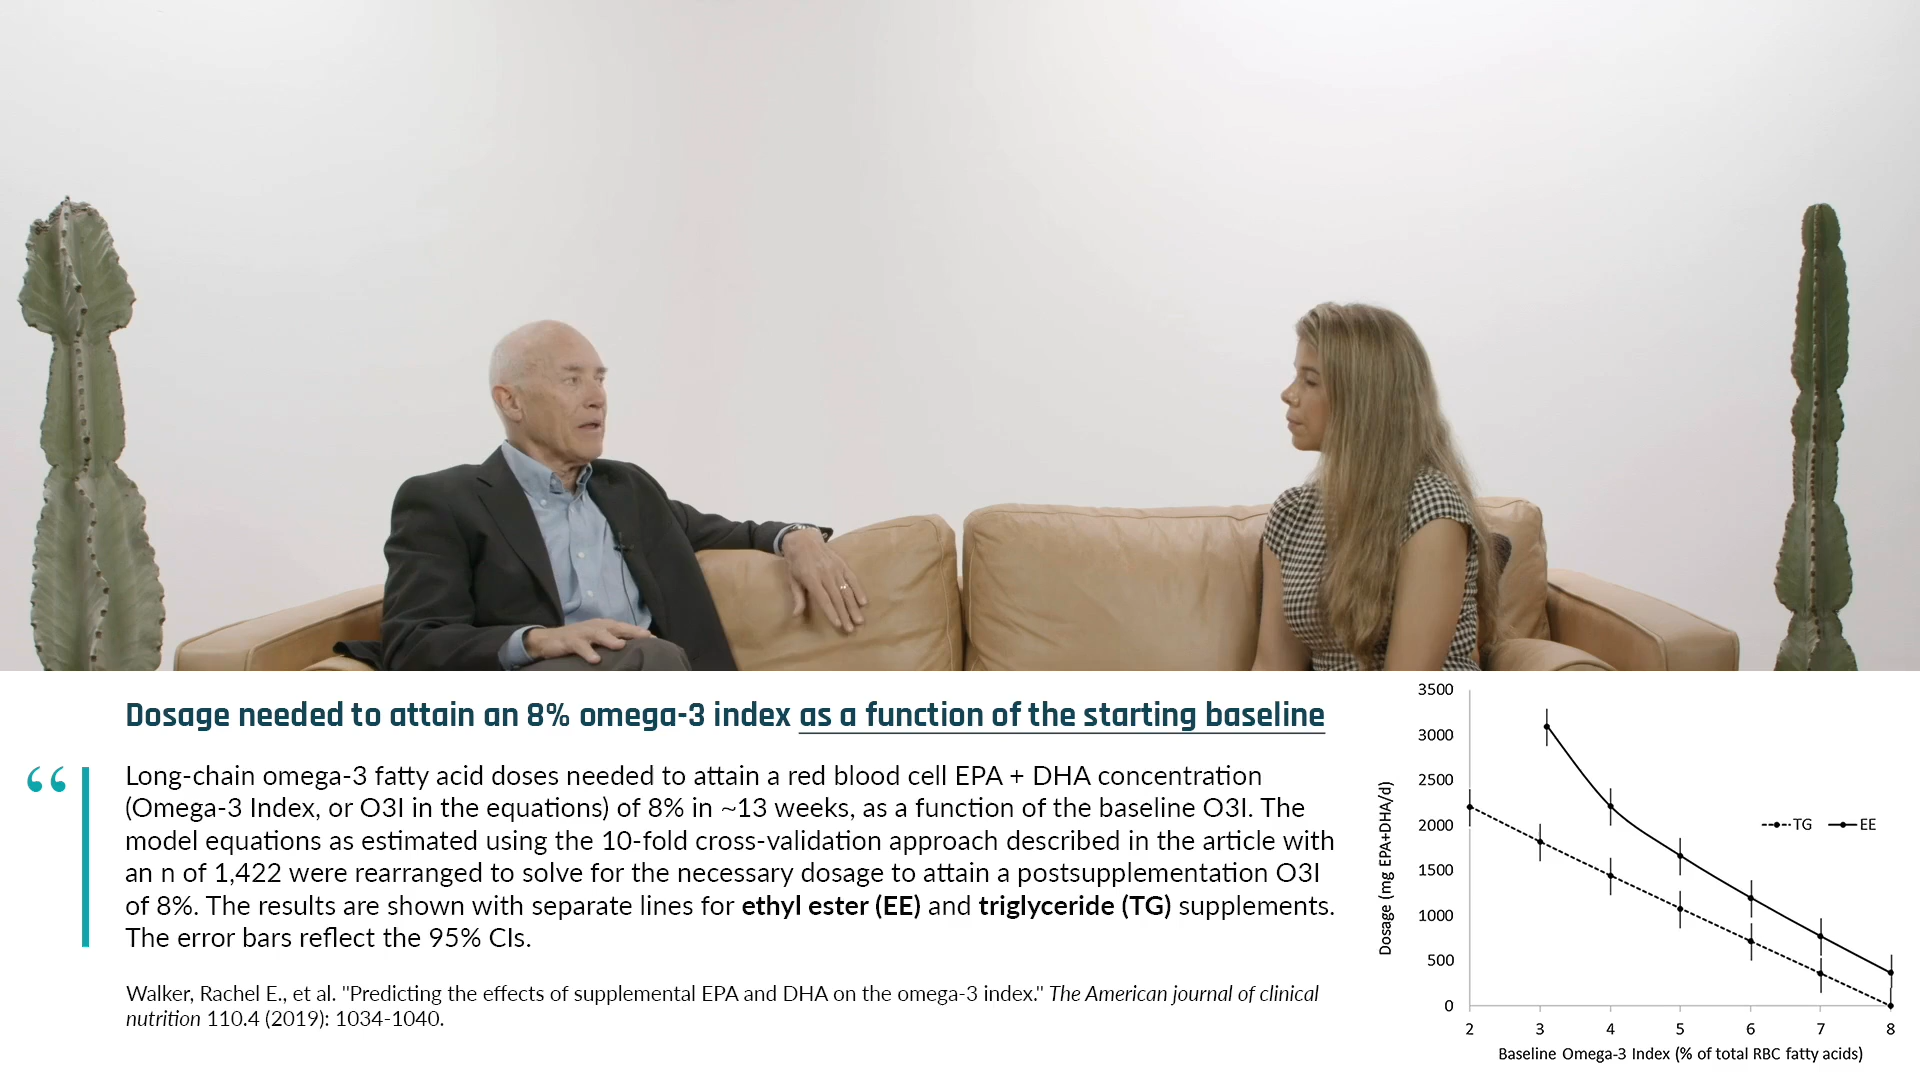 Dosage needed to attain an 8% omega-3 index as a function of the starting baseline
“
Long-chain omega-3 fatty acid doses needed to attain a red blood cell EPA + DHA concentration
(Omega-3 Index, or O3I in the equations) of 8% in ~13 weeks, as a function of the baseline O3I. The
model equations as estimated using the 10-fold cross-validation approach described in the article with
an n of 1,422 were rearranged to solve for the necessary dosage to attain a postsupplementation O3I
of 8%. The results are shown with separate lines for ethyl ester (EE) and triglyceride (TG) supplements.
The error bars reflect the 95% CIs.
Walker, Rachel E., et al. "Predicting the effects of supplemental EPA and DHA on the omega-3 index." The American journal of clinical
nutrition 110.4 (2019): 1034-1040.
Dosage (mg EPA+DHA/d)
3500
3000
2500
2000
1500
1000
500
0
TG EE
2 3 4 5 6 7 8
Baseline Omega-3 Index (% of total RBC fatty acids)